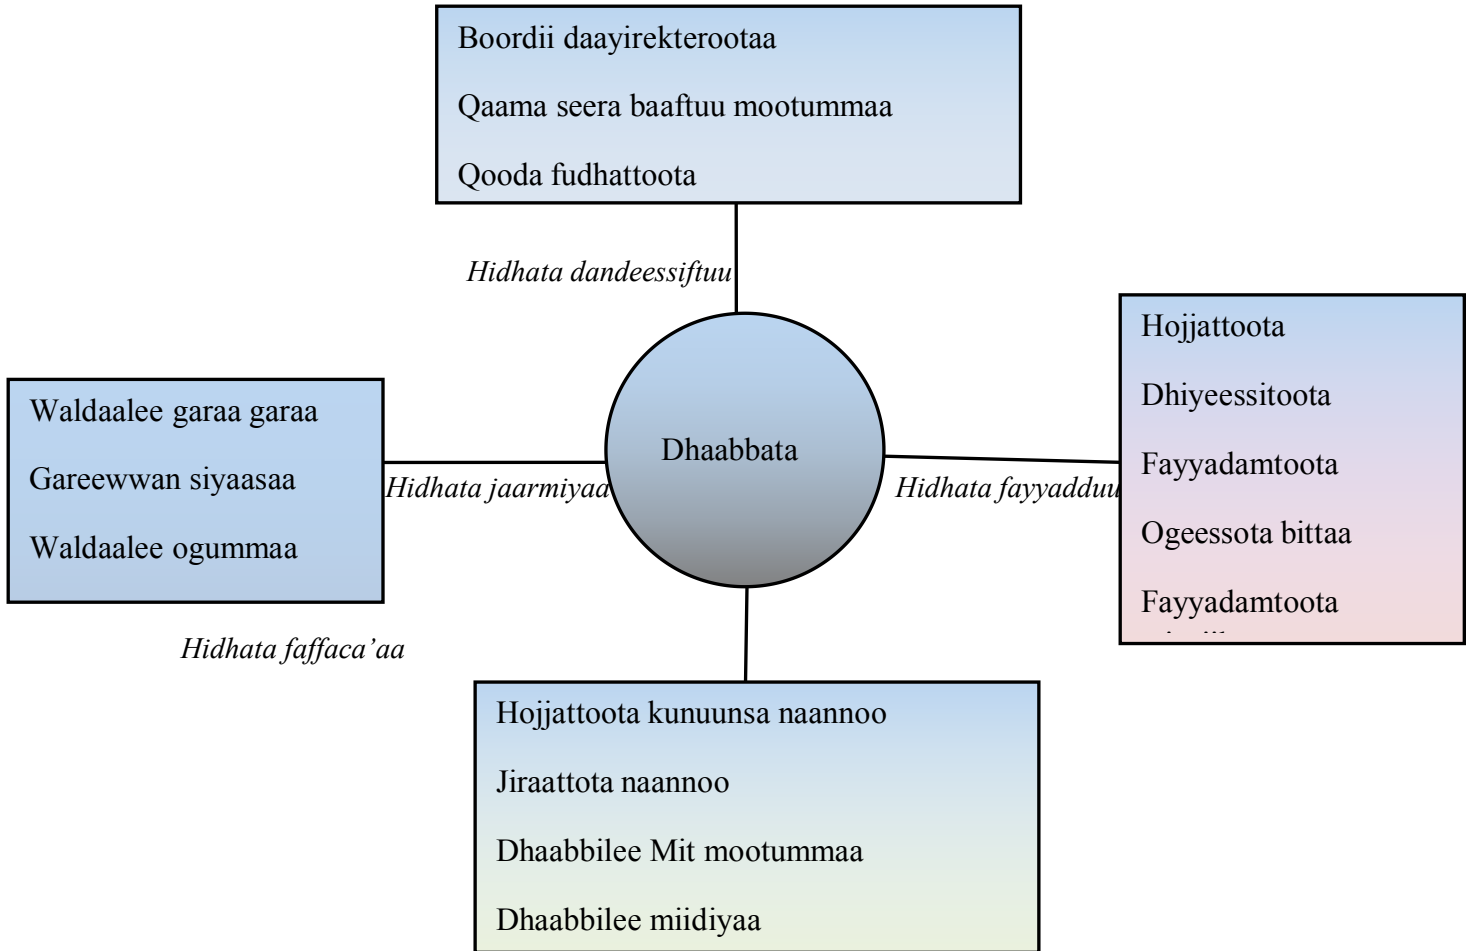 Boordii daayirekterootaa
Qaama seera baaftuu mootummaa
Qooda fudhattoota
Hidhata dandeessiftuu
Hojjattoota
Dhiyeessitoota
Fayyadamtoota
Ogeessota bittaa
Fayyadamtoota
Waldaalee garaa garaa
Gareewwan siyaasaa
Waldaalee ogummaa
Hidhata jaarmiyaa
Dhaabbata
Hidhata fayyadduu
Hidhata faffaca’aa
Hojjattoota kunuunsa naannoo
Jiraattota naannoo
Dhaabbilee Mit mootummaa
Dhaabbilee miidiyaa